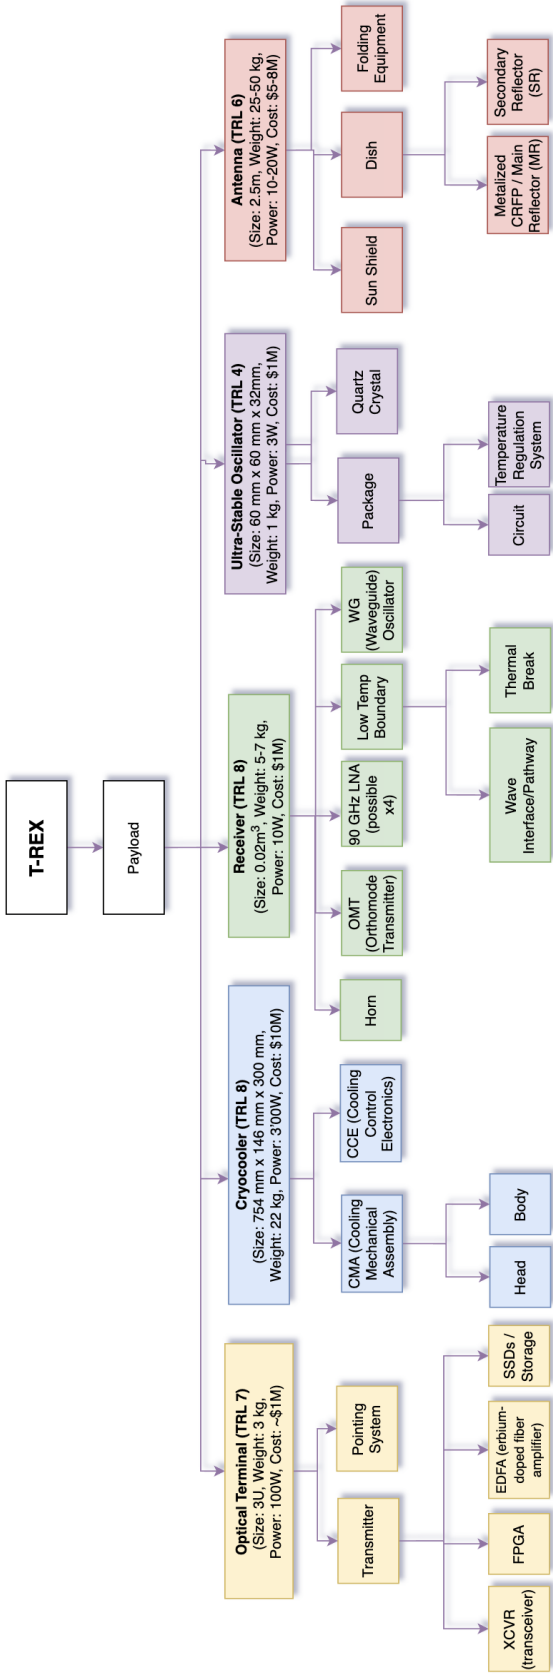 T-REX
Payload
Optical Terminal (TRL 7)
(Size: 3U, Weight: 3 kg,
Power: 100W, Cost: ~$1M)
Cryocooler (TRL 8)
(Size: 754 mm x 146 mm x 300 mm,
Weight: 22 kg, Power: 3'00W, Cost: $10M)
Receiver (TRL 8)
(Size: 0.02m³, Weight: 5-7 kg,
Power: 10W, Cost: $1M)
Ultra-Stable Oscillator (TRL 4)
(Size: 60 mm x 60 mm x 32mm,
Weight: 1 kg, Power: 3W, Cost: $1M)
Antenna (TRL 6)
(Size: 2.5m, Weight: 25-50 kg,
Power: 10-20W, Cost: $5-8M)
Transmitter
Pointing
System
CMA (Cooling
Mechanical
Assembly)
CCE (Cooling
Control
Electronics)
Horn
OMT
(Orthomode
Transmitter)
90 GHz LNA
(possible
x4)
Low Temp
Boundary
WG
(Waveguide)
Oscillator
Package
Quartz
Crystal
Sun Shield
Dish
Folding
Equipment
XCVR
(transceiver)
FPGA
EDFA (erbium-
doped fiber
amplifier)
SSDs /
Storage
Head
Body
Wave
Interface/Pathway
Thermal
Break
Circuit
Temperature
Regulation
System
Metalized
CRFP / Main
Reflector (MR)
Secondary
Reflector
(SR)